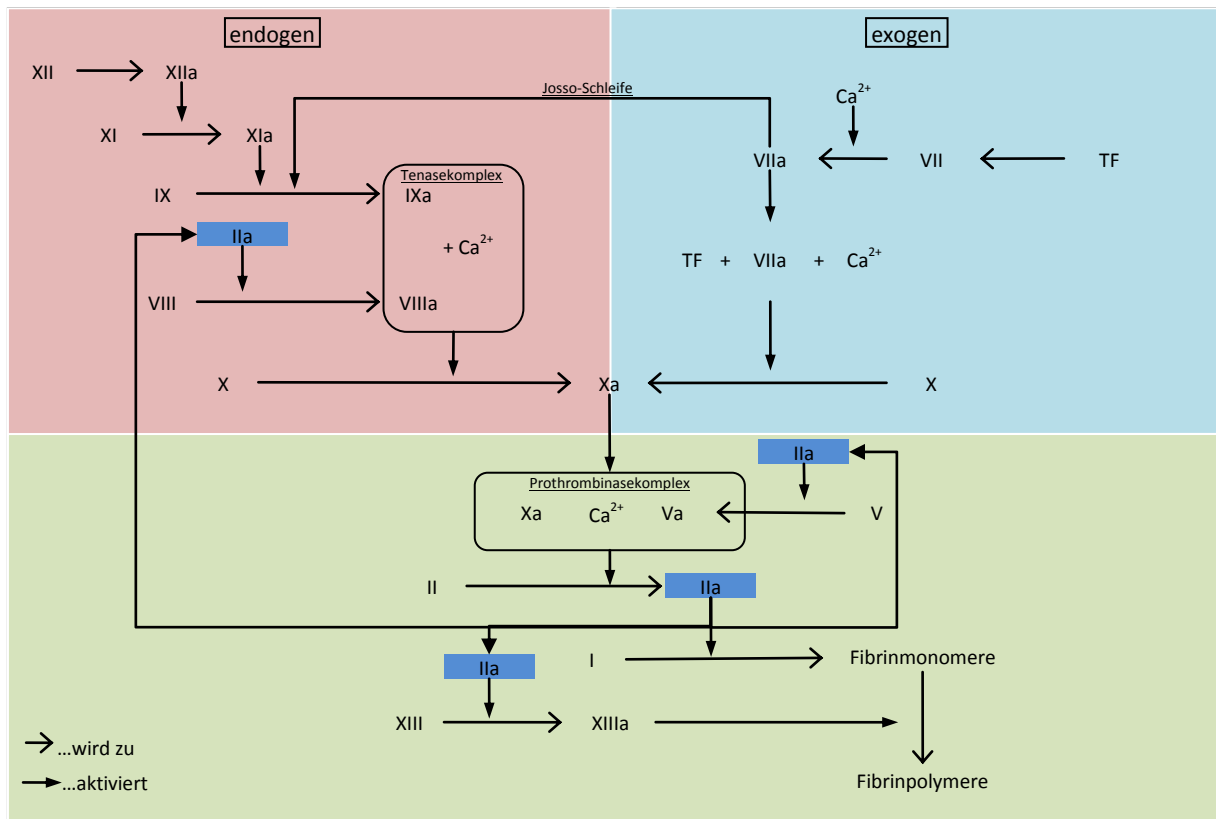 endogen
exogen
XII
XIIa
Josso-Schleife
Ca²⁺
XI
XIa
VIIa
VII
TF
Tenasekomplex
IX
IXa
IIa
+ Ca²⁺
TF + VIIa + Ca²⁺
VIII
VIIIa
X
Xa
X
IIa
Prothrombinasekomplex
Xa Ca²⁺ Va
V
II
IIa
I
Fibrinmonomere
IIa
XIII
XIIIa
...wird zu
...aktiviert
Fibrinpolymere